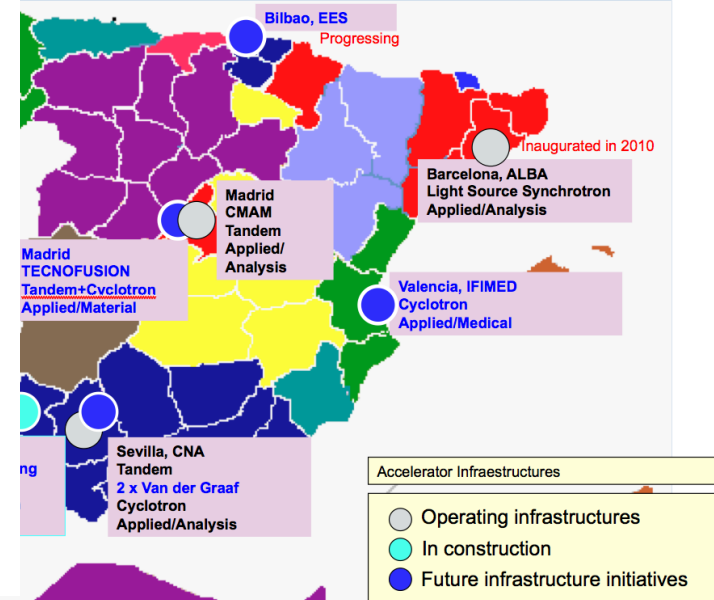 Bilbao, EES
Progressing
Inaugurated in 2010
Barcelona, ALBA
Light Source Synchrotron
Applied/Analysis
Madrid
CMAM
Tandem
Applied/
Analysis
Madrid
TECNOFUSION
Tandem+Cvclotron
Applied/Material
Valencia, IFIMED
Cyclotron
Applied/Medical
ng
Sevilla, CNA
Tandem
2 x Van der Graaf
Cyclotron
Applied/Analysis
Accelerator Infraestructures
Operating infrastructures
In construction
Future infrastructure initiatives